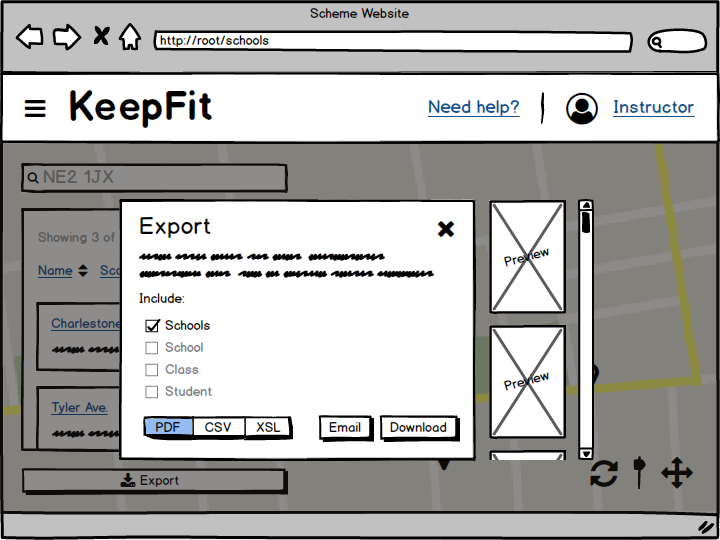 Scheme Website
http://root/schools
KeepFit
Need help?
Instructor
NE2 1JX
Showing 3 of
Name
Export
Include:
Schools
School
Class
Student
PDF CSV XSL Email Download
Charlestone
Tyler Ave.
Preview
Preview
Export